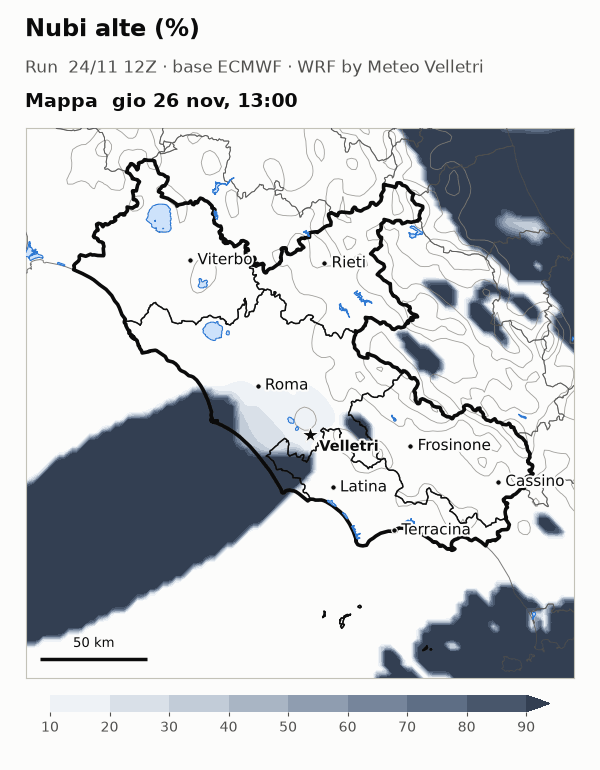 Nubi alte (%)
Run  24/11 12Z · base ECMWF · WRF by Meteo Velletri
Mappa  gio 26 nov, 13:00
Viterbo
Rieti
Roma
Velletri
Frosinone
Cassino
Latina
Terracina
50 km
10 20 30 40 50 60 70 80 90